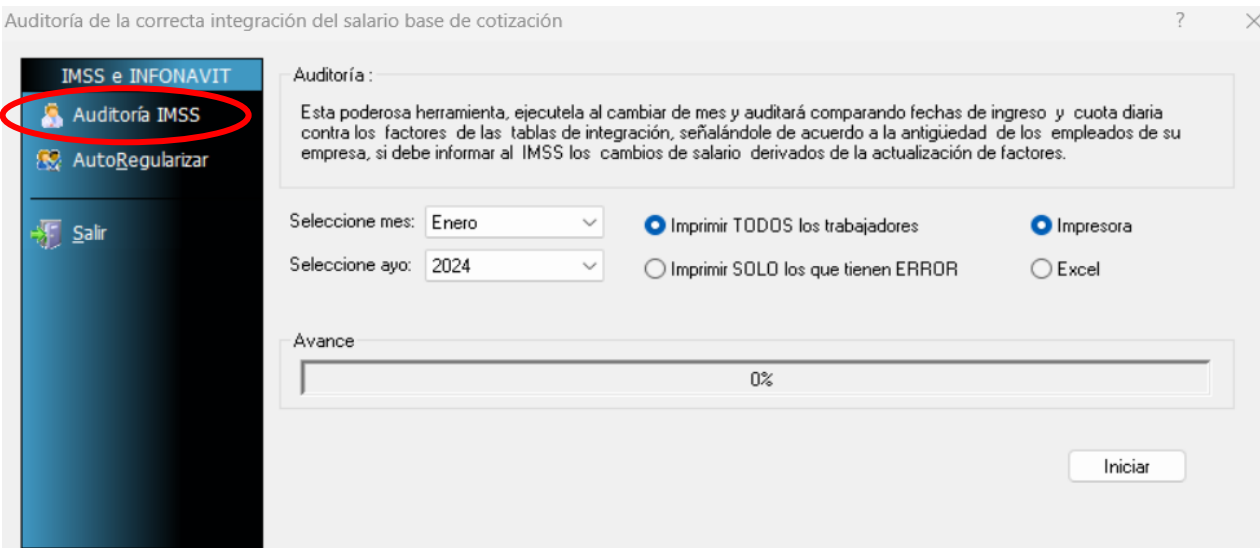 Auditoría de la correcta integración del salario base de cotización
IMSS e INFONAVIT
Auditoría IMSS
AutoRegularizar
Salir
Auditoría :
Esta poderosa herramienta, ejecutela al cambiar de mes y auditará comparando fechas de ingreso y cuota diaria
contra los factores de las tablas de integración, señalándole de acuerdo a la antigüedad de los empleados de su
empresa, si debe informar al IMSS los cambios de salario derivados de la actualización de factores.
Seleccione mes: Enero
Imprimir TODOS los trabajadores
Impresora
Seleccione ayo: 2024
Imprimir SOLO los que tienen ERROR
Excel
Avance
0%
Iniciar